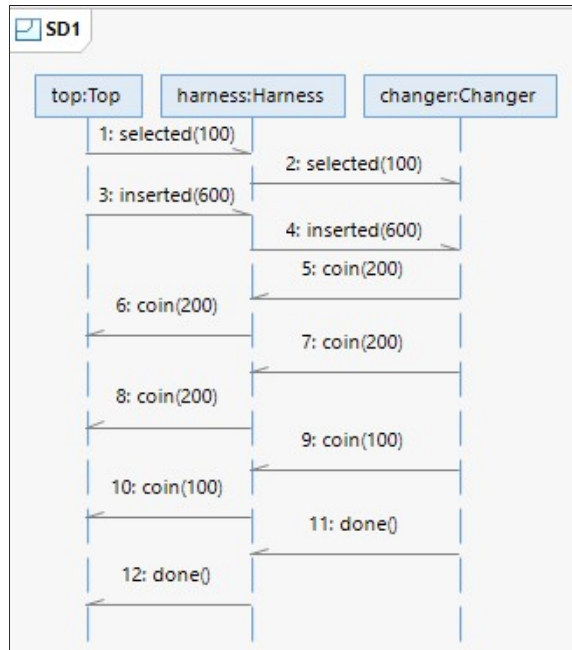 SD1
top:Top
harness:Harness
changer:Changer
1: selected(100)
2: selected(100)
3: inserted(600)
4: inserted(600)
5: coin(200)
6: coin(200)
7: coin(200)
8: coin(200)
9: coin(100)
10: coin(100)
11: done()
12: done()